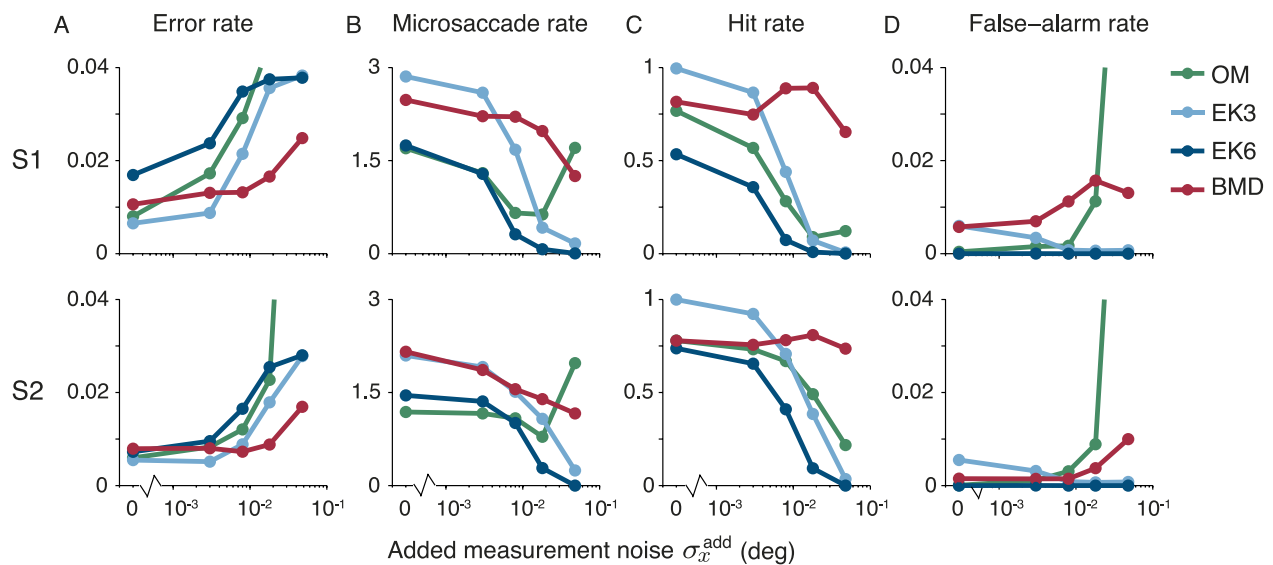 A Error rate B Microsaccade rate C Hit rate D False–alarm rate
0.04 3 1 0.04 OM
EK3
S1 0.02 1.5 0.5 0.02 EK6
BMD
0 0 0 0
0.04 3 1 0.04
S2 0.02 1.5 0.5 0.02
0 0 0 0
0 10⁻³ 10⁻² 10⁻¹ 0 10⁻³ 10⁻² 10⁻¹ 0 10⁻³ 10⁻² 10⁻¹ 0 10⁻² 10⁻¹
Added measurement noise σₓᵃᵈᵈ (deg)